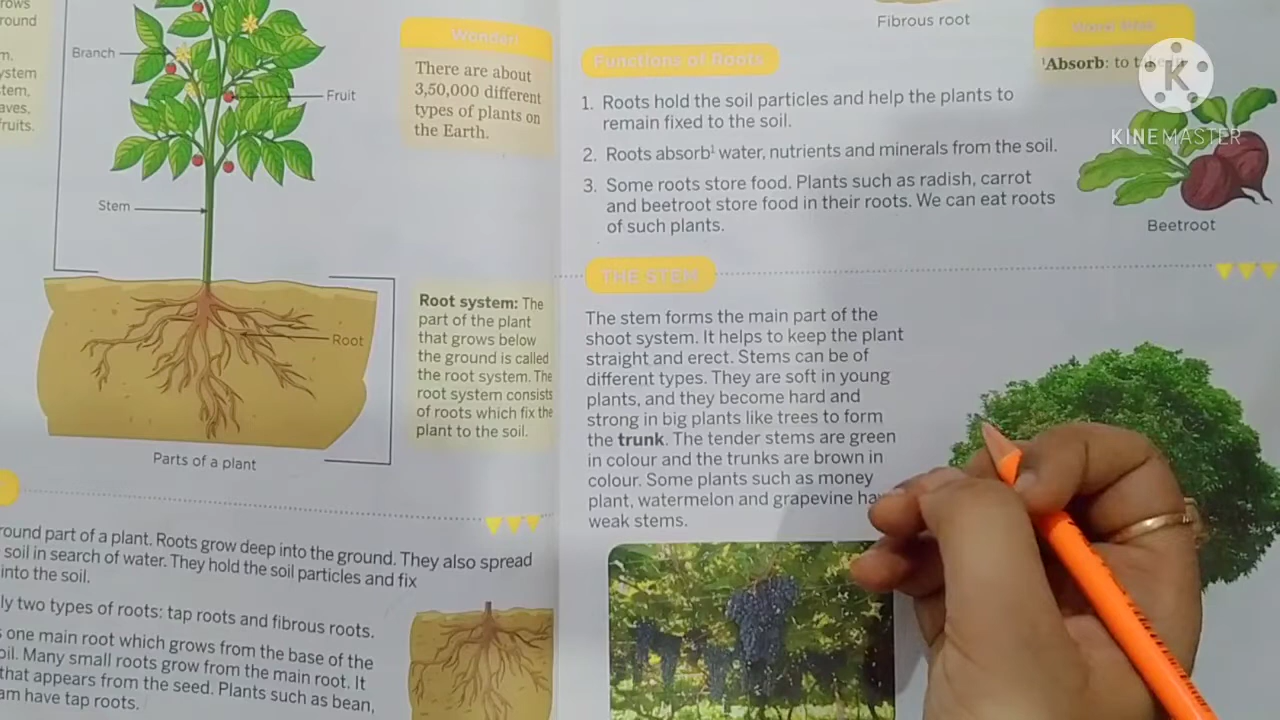 rows
round
m.
ystem
tem,
aves,
fruits.
Branch
Fruit
Stem
Root
Parts of a plant
Wonder!
There are about
3,50,000 different
types of plants on
the Earth.
Root system: The
part of the plant
that grows below
the ground is called
the root system. The
root system consists
of roots which fix the
plant to the soil.
round part of a plant. Roots grow deep into the ground. They also spread
soil in search of water. They hold the soil particles and fix
into the soil.
ly two types of roots: tap roots and fibrous roots.
s one main root which grows from the base of the
oil. Many small roots grow from the main root. It
that appears from the seed. Plants such as bean,
am have tap roots.
Fibrous root
Functions of Roots
1. Roots hold the soil particles and help the plants to
remain fixed to the soil.
2. Roots absorb¹ water, nutrients and minerals from the soil.
3. Some roots store food. Plants such as radish, carrot
and beetroot store food in their roots. We can eat roots
of such plants.
¹Absorb: to
K
KINEMASTER
Beetroot
THE STEM
The stem forms the main part of the
shoot system. It helps to keep the plant
straight and erect. Stems can be of
different types. They are soft in young
plants, and they become hard and
strong in big plants like trees to form
the trunk. The tender stems are green
in colour and the trunks are brown in
colour. Some plants such as money
plant, watermelon and grapevine
weak stems.